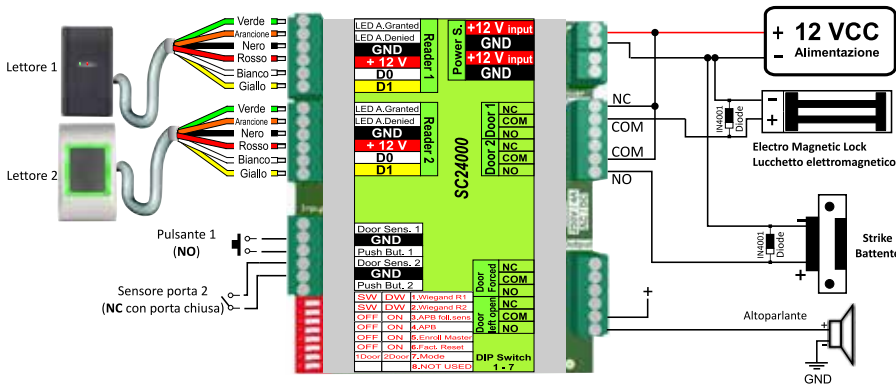 Lettore 1
Verde
Arancione
Nero
Rosso
Bianco
Giallo
Lettore 2
Verde
Arancione
Nero
Rosso
Bianco
Giallo
Pulsante 1
(NO)
Sensore porta 2
(NC con porta chiusa)
LED A.Granted
LED A.Denied
GND
+ 12 V
D0
D1
Reader 1
LED A.Granted
LED A.Denied
GND
+ 12 V
D0
D1
Reader 2
Power S.
+12 V input
GND
+12 V input
GND
Door 1
NC
COM
NO
Door 2
NC
COM
NO
SC24000
Door Sens. 1
GND
Push But. 1
Door Sens. 2
GND
Push But. 2
SW DW 1.Wiegand R1
SW DW 2.Wiegand R2
OFF ON 3.APB foll.sens
OFF ON 4.APB
OFF ON 5.Enroll Master
OFF ON 6.Fact. Reset
1Door 2Door 7.Mode
8.NOT USED
Door Forced
NC
COM
NO
Door left open
NC
COM
NO
DIP Switch
1 - 7
NC
COM
COM
NO
+ 12 VCC
- Alimentazione
IN4001
Diode
-
+
Electro Magnetic Lock
Lucchetto elettromagnetico
IN4001
Diode
-
+
Strike
Battente
+
Altoparlante
+
-
GND